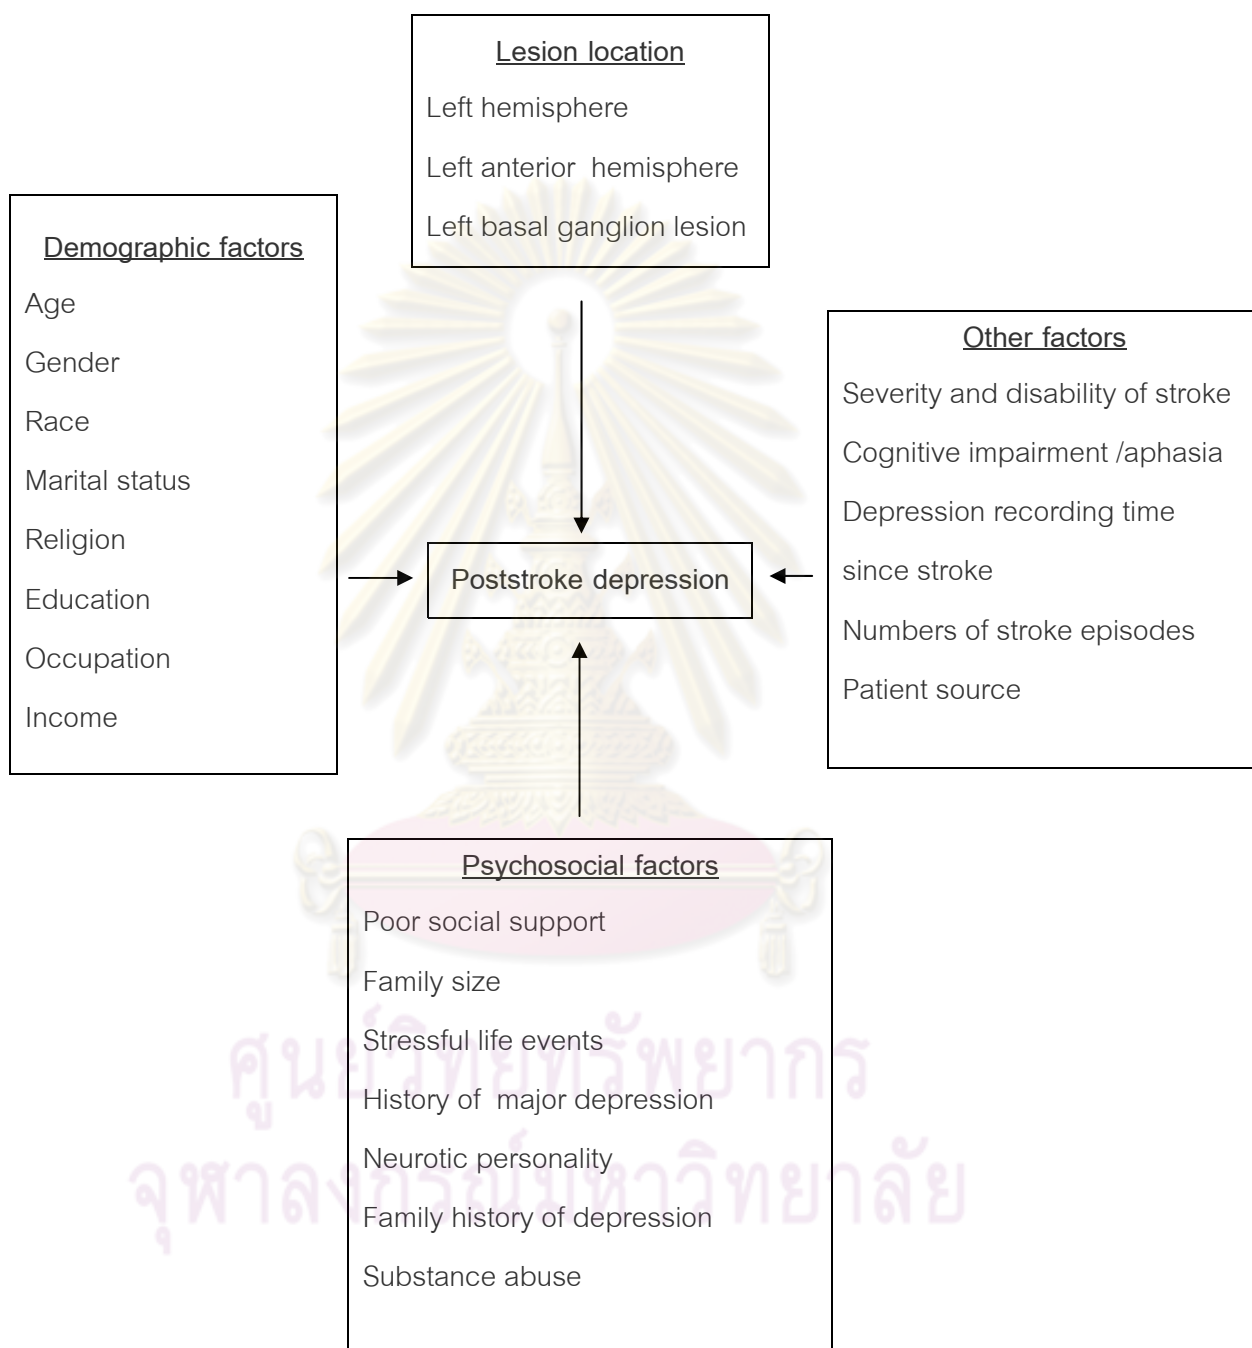 Lesion location
Left hemisphere
Left anterior  hemisphere
Left basal ganglion lesion
Demographic factors
Age
Gender
Race
Marital status
Religion
Education
Occupation
Income
Other factors
Severity and disability of stroke
Cognitive impairment /aphasia
Depression recording time
since stroke
Numbers of stroke episodes
Patient source
Poststroke depression
Psychosocial factors
Poor social support
Family size
Stressful life events
History of  major depression
Neurotic personality
Family history of depression
Substance abuse
ศูนย์วิทยทรัพยากร
จุฬาลงกรณ์มหาวิทยาลัย